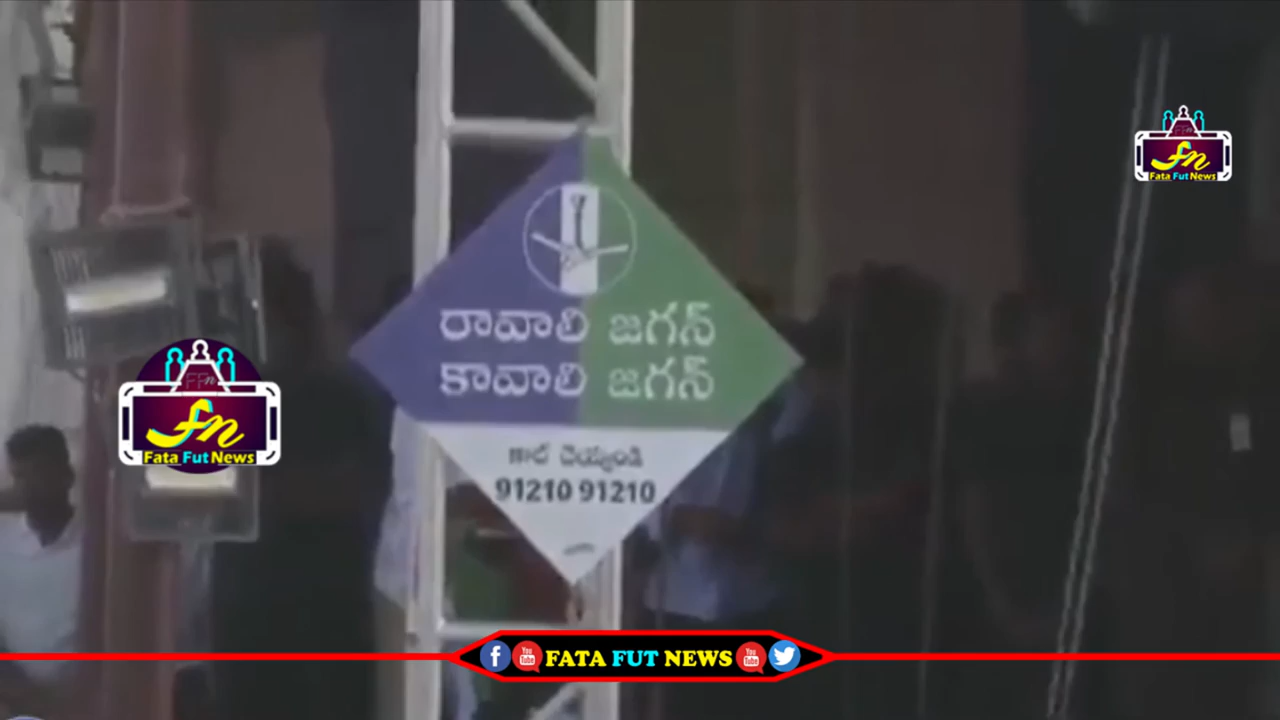 Fata Fut News
రావాలి జగన్
కావాలి జగన్
కాల్ చెయ్యండి
91210 91210
Fata Fut News
FATA FUT NEWS